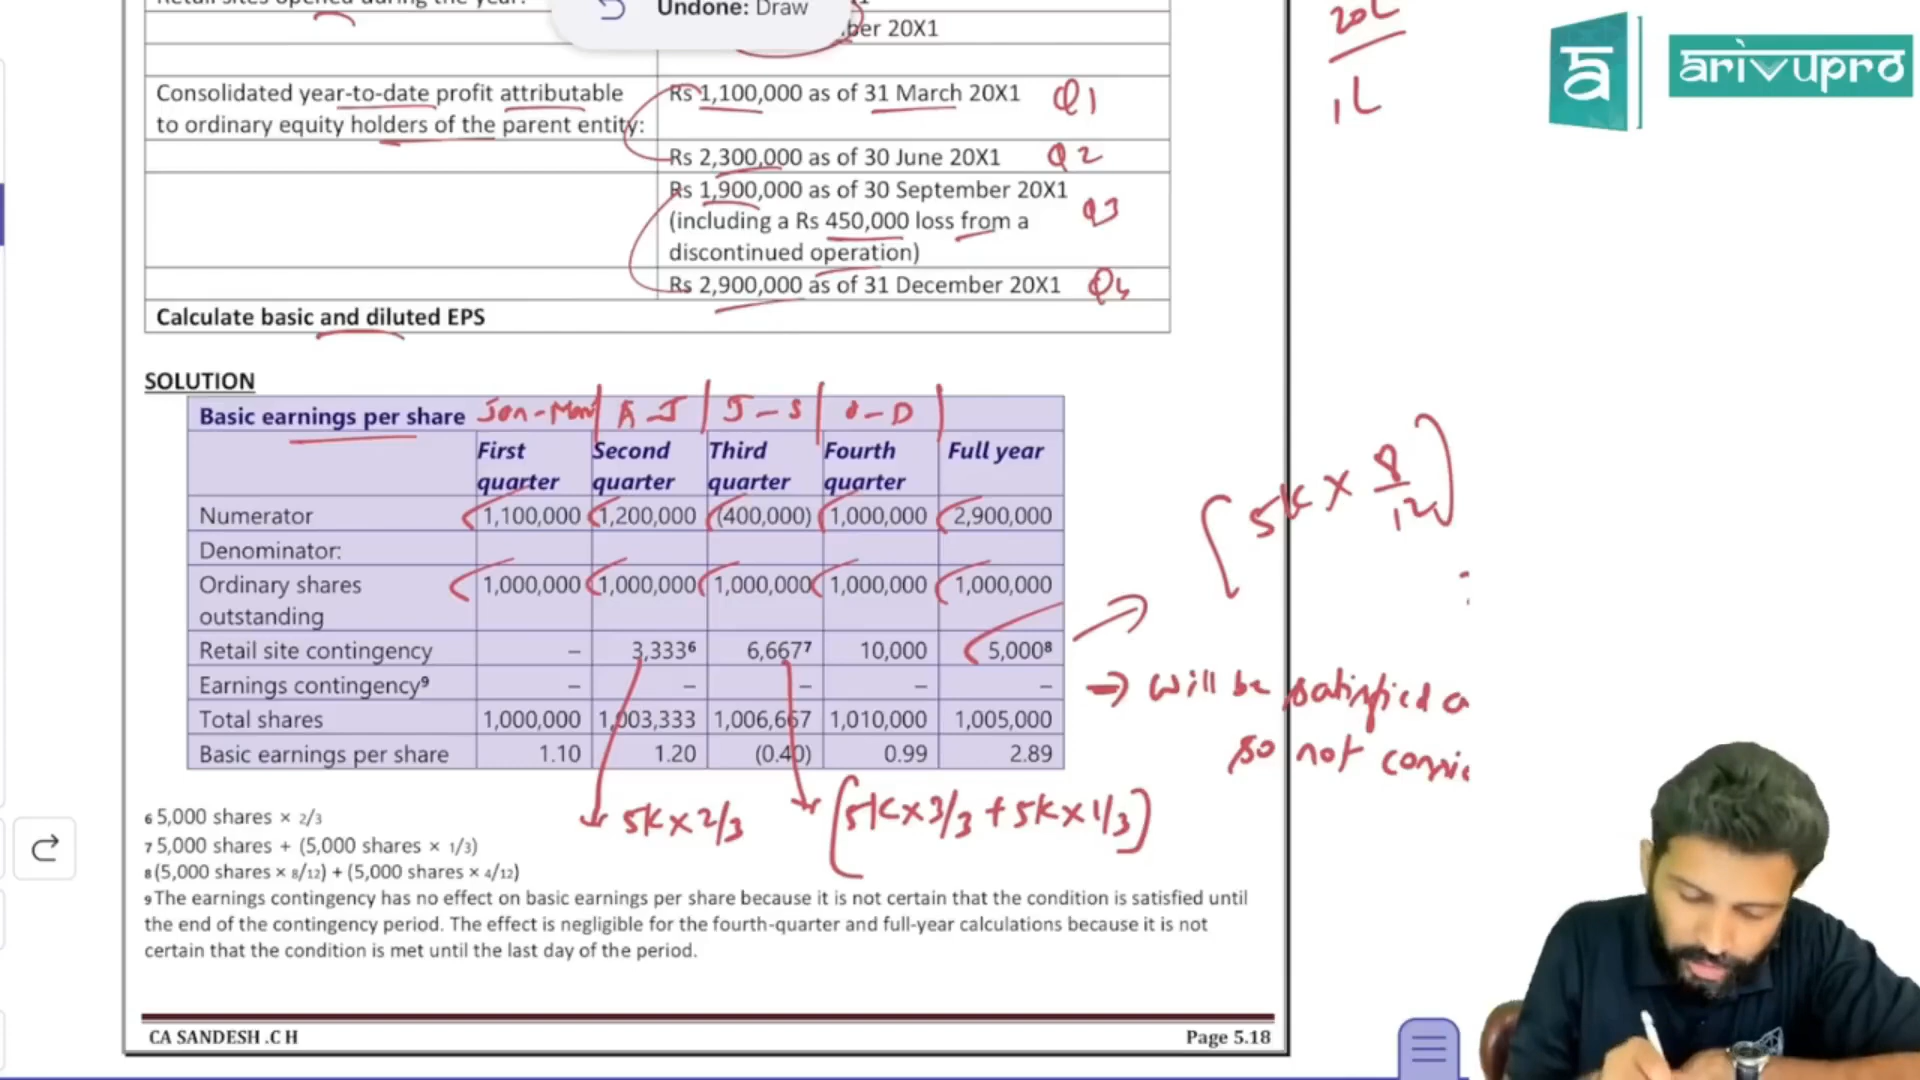 Undone: Draw
ber 20X1
20L
1L
arivupro
Consolidated year-to-date profit attributable
to ordinary equity holders of the parent entity:
Rs 1,100,000 as of 31 March 20X1 Q1
Rs 2,300,000 as of 30 June 20X1 Q2
Rs 1,900,000 as of 30 September 20X1
(including a Rs 450,000 loss from a Q3
discontinued operation)
Rs 2,900,000 as of 31 December 20X1 Q4
Calculate basic and diluted EPS
SOLUTION
Basic earnings per share Jan-Mar A-J J-S O-D
First quarter Second quarter Third quarter Fourth quarter Full year
Numerator 1,100,000 1,200,000 (400,000) 1,000,000 2,900,000
Denominator:
Ordinary shares outstanding 1,000,000 1,000,000 1,000,000 1,000,000 1,000,000
Retail site contingency – 3,333⁶ 6,667⁷ 10,000 5,000⁸
Earnings contingency⁹ – – – – –
Total shares 1,000,000 1,003,333 1,006,667 1,010,000 1,005,000
Basic earnings per share 1.10 1.20 (0.40) 0.99 2.89
(5K X 8/12)
→ will be satisfied
so not
5K X 2/3
(5K X 3/3 + 5K X 1/3)
6 5,000 shares × 2/3
7 5,000 shares + (5,000 shares × 1/3)
8 (5,000 shares × 8/12) + (5,000 shares × 4/12)
9 The earnings contingency has no effect on basic earnings per share because it is not certain that the condition is satisfied until
the end of the contingency period. The effect is negligible for the fourth-quarter and full-year calculations because it is not
certain that the condition is met until the last day of the period.
CA SANDESH .C H Page 5.18